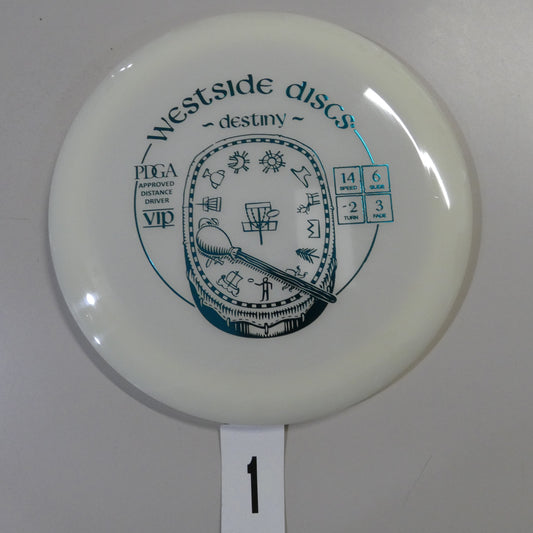 westside discs
~ destiny ~
PDGA
APPROVED
DISTANCE
DRIVER
VIP
14 6
SPEED GLIDE
-2 3
TURN FADE
1